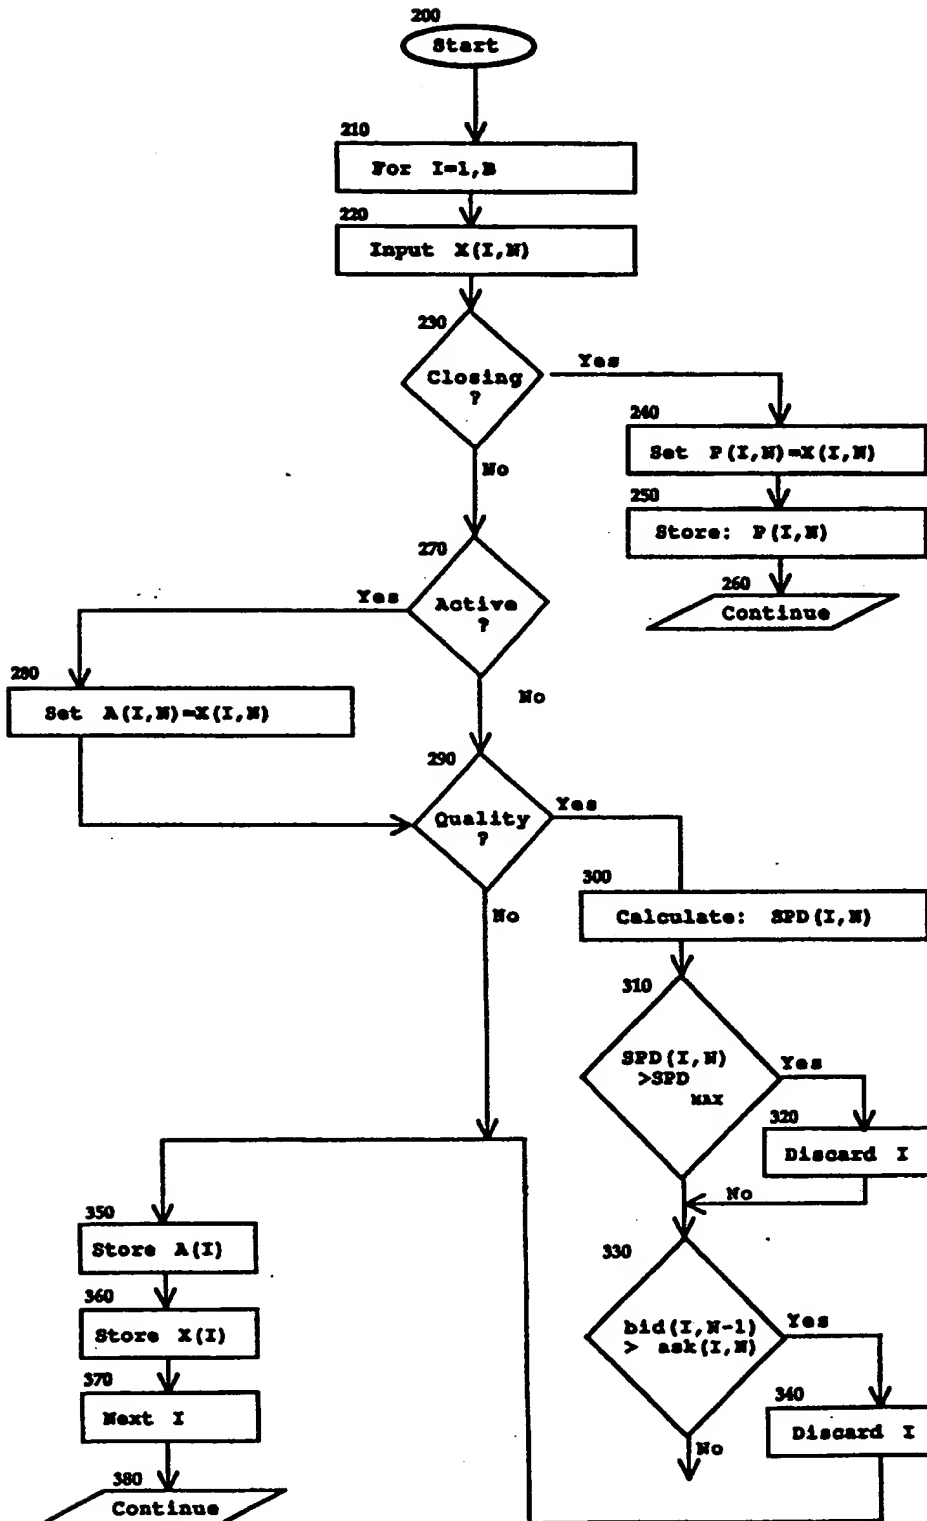 200
Start
210
For I=1,B
220
Input X(I,N)
230
Closing
?
Yes
No
240
Set P(I,N)=X(I,N)
250
Store: P(I,N)
260
Continue
270
Active
?
Yes
No
280
Set A(I,N)=X(I,N)
290
Quality
?
Yes
No
300
Calculate: SPD(I,N)
310
SPD(I,N)
>SPD
MAX
Yes
320
Discard I
No
330
bid(I,N-1)
> ask(I,N)
Yes
340
Discard I
No
350
Store A(I)
360
Store X(I)
370
Next I
380
Continue